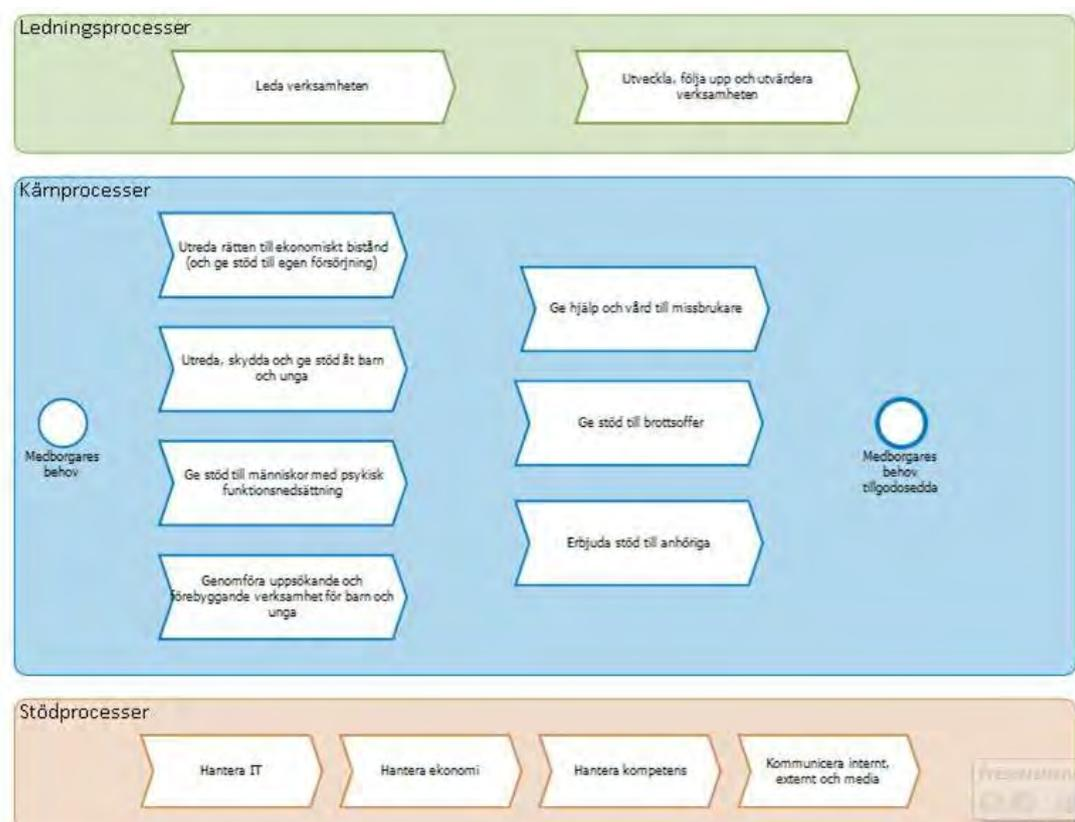 Ledningsprocesser
Leda verksamheten
Utveckla, följa upp och utvärdera
verksamheten
Kärnprocesser
Utreda rätten till ekonomiskt bistånd
(och ge stöd till egen försörjning)
Utreda, skydda och ge stöd åt barn
och unga
Ge stöd till människor med psykisk
funktionsnedsättning
Genomföra uppsökande och
förebyggande verksamhet för barn och
unga
Ge hjälp och vård till missbrukare
Ge stöd till brottsoffer
Erbjuda stöd till anhöriga
Medborgares
behov
Medborgares
behov
tillgodosedda
Stödprocesser
Hantera IT
Hantera ekonomi
Hantera kompetens
Kommunicera internt,
externt och media